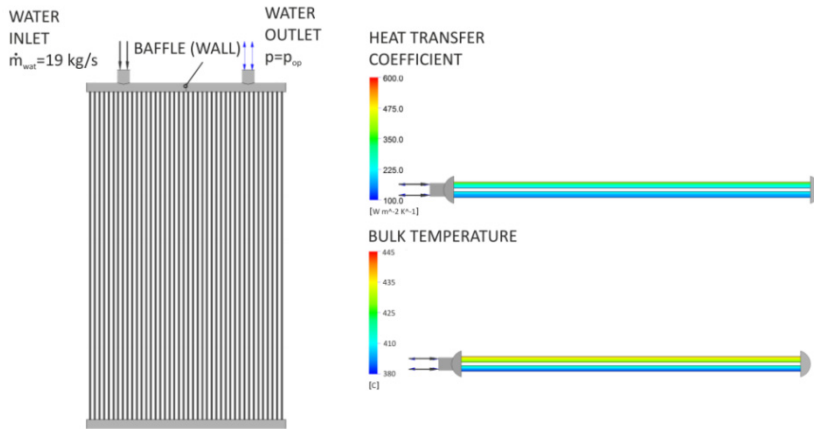 WATER
INLET
ṁwat=19 kg/s
BAFFLE (WALL)
WATER
OUTLET
p=pop
HEAT TRANSFER
COEFFICIENT
600.0
475.0
350.0
225.0
100.0
[W m^-2 K^-1]
BULK TEMPERATURE
445
435
425
410
380
[C]